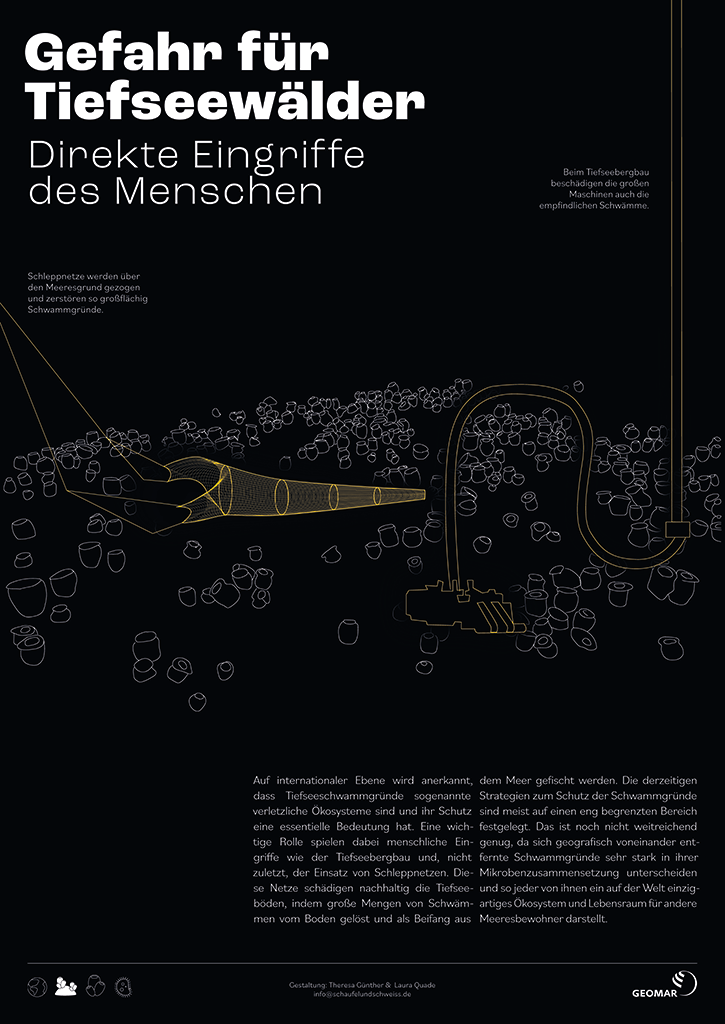 Gefahr für
Tiefseewälder
Direkte Eingriffe
des Menschen
Beim Tiefseebergbau
beschädigen die großen
Maschinen auch die
empfindlichen Schwämme.
Schleppnetze werden über
den Meeresgrund gezogen
und zerstören so großflächig
Schwammgründe.
Auf internationaler Ebene wird anerkannt,
dass Tiefseeschwammgründe sogenannte
verletzliche Ökosysteme sind und ihr Schutz
eine essentielle Bedeutung hat. Eine wich-
tige Rolle spielen dabei menschliche Ein-
griffe wie der Tiefseebergbau und, nicht
zuletzt, der Einsatz von Schleppnetzen. Die-
se Netze schädigen nachhaltig die Tiefsee-
böden, indem große Mengen von Schwäm-
men vom Boden gelöst und als Beifang aus
dem Meer gefischt werden. Die derzeitigen
Strategien zum Schutz der Schwammgründe
sind meist auf einen eng begrenzten Bereich
festgelegt. Das ist noch nicht weitreichend
genug, da sich geografisch voneinander ent-
fernte Schwammgründe sehr stark in ihrer
Mikrobenzusammensetzung unterscheiden
und so jeder von ihnen ein auf der Welt einzig-
artiges Ökosystem und Lebensraum für andere
Meeresbewohner darstellt.
Gestaltung: Theresa Günther & Laura Quade
info@schaufelundschweiss.de
GEOMAR